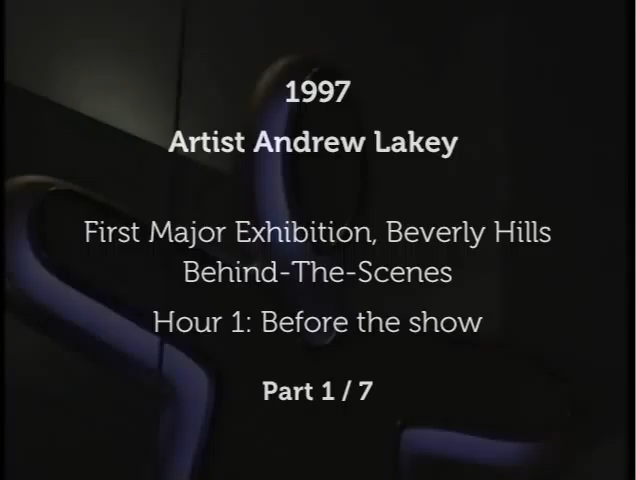 1997
Artist Andrew Lakey
First Major Exhibition, Beverly Hills
Behind-The-Scenes
Hour 1: Before the show
Part 1 / 7